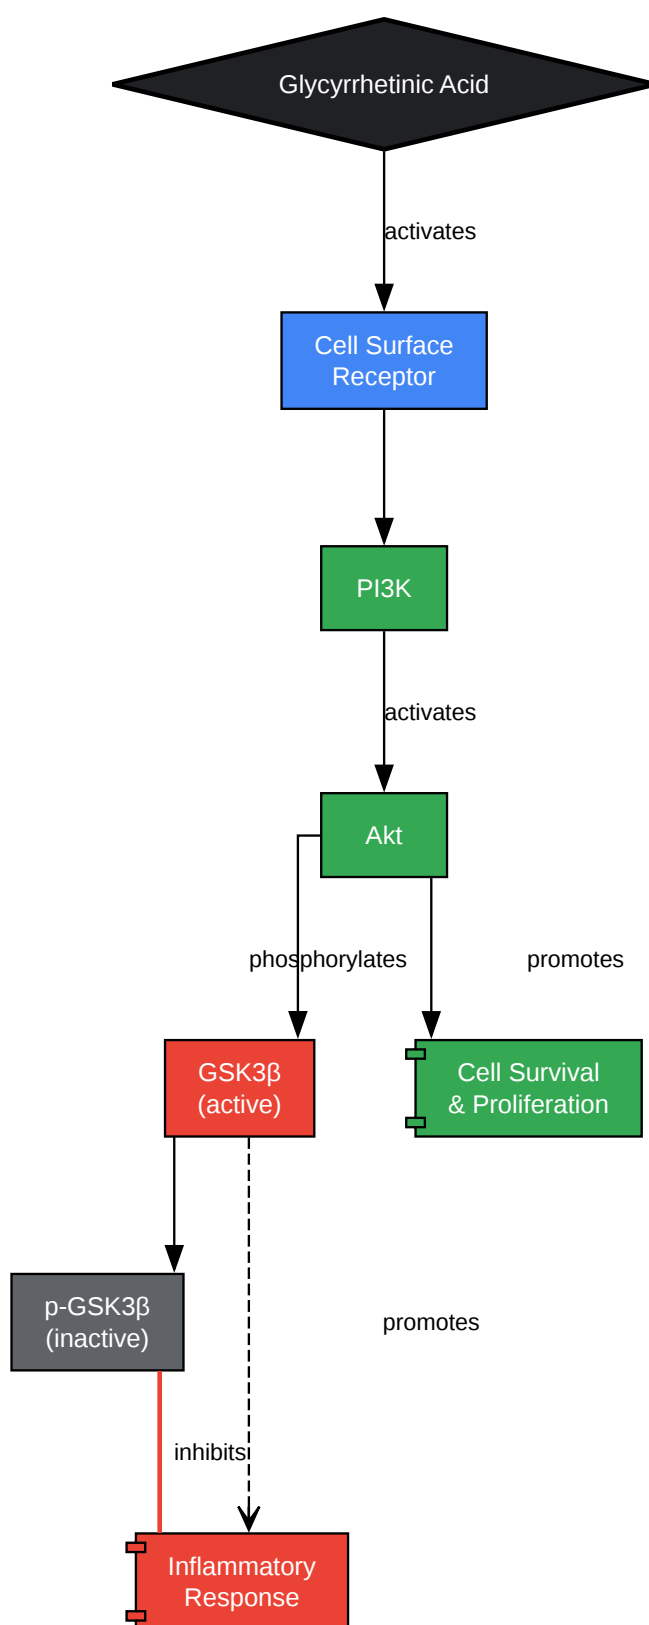 Glycyrrhetinic Acid
activates
Cell Surface
Receptor
PI3K
activates
Akt
phosphorylates
promotes
GSK3β
(active)
Cell Survival
& Proliferation
p-GSK3β
(inactive)
promotes
inhibits
Inflammatory
Response